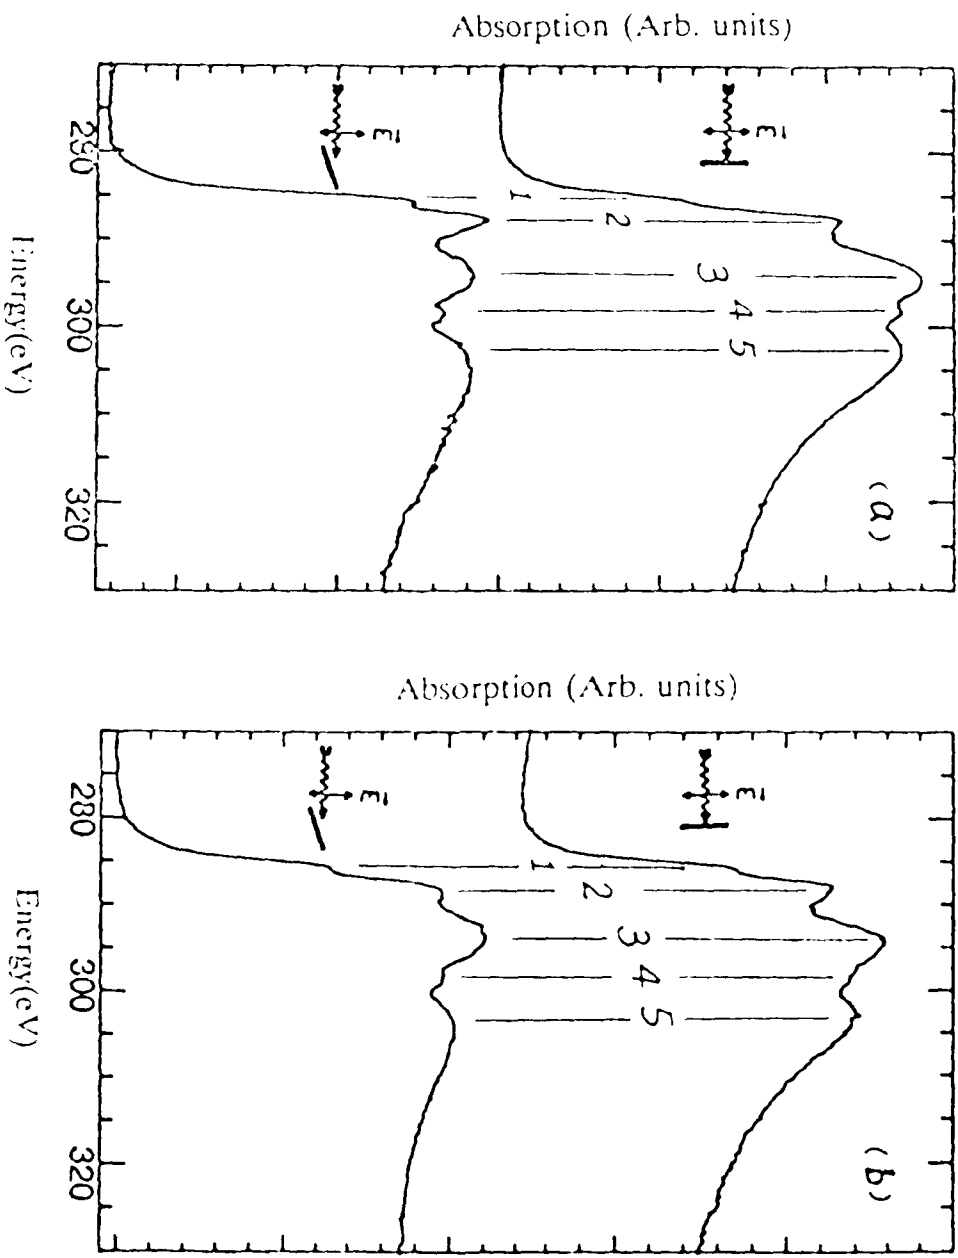 Absorption (Arb. units)
E
E
(a)
1
2
3
4
5
280
300
320
Energy(eV)
Absorption (Arb. units)
E
E
(b)
1
2
3
4
5
280
300
320
Energy(eV)